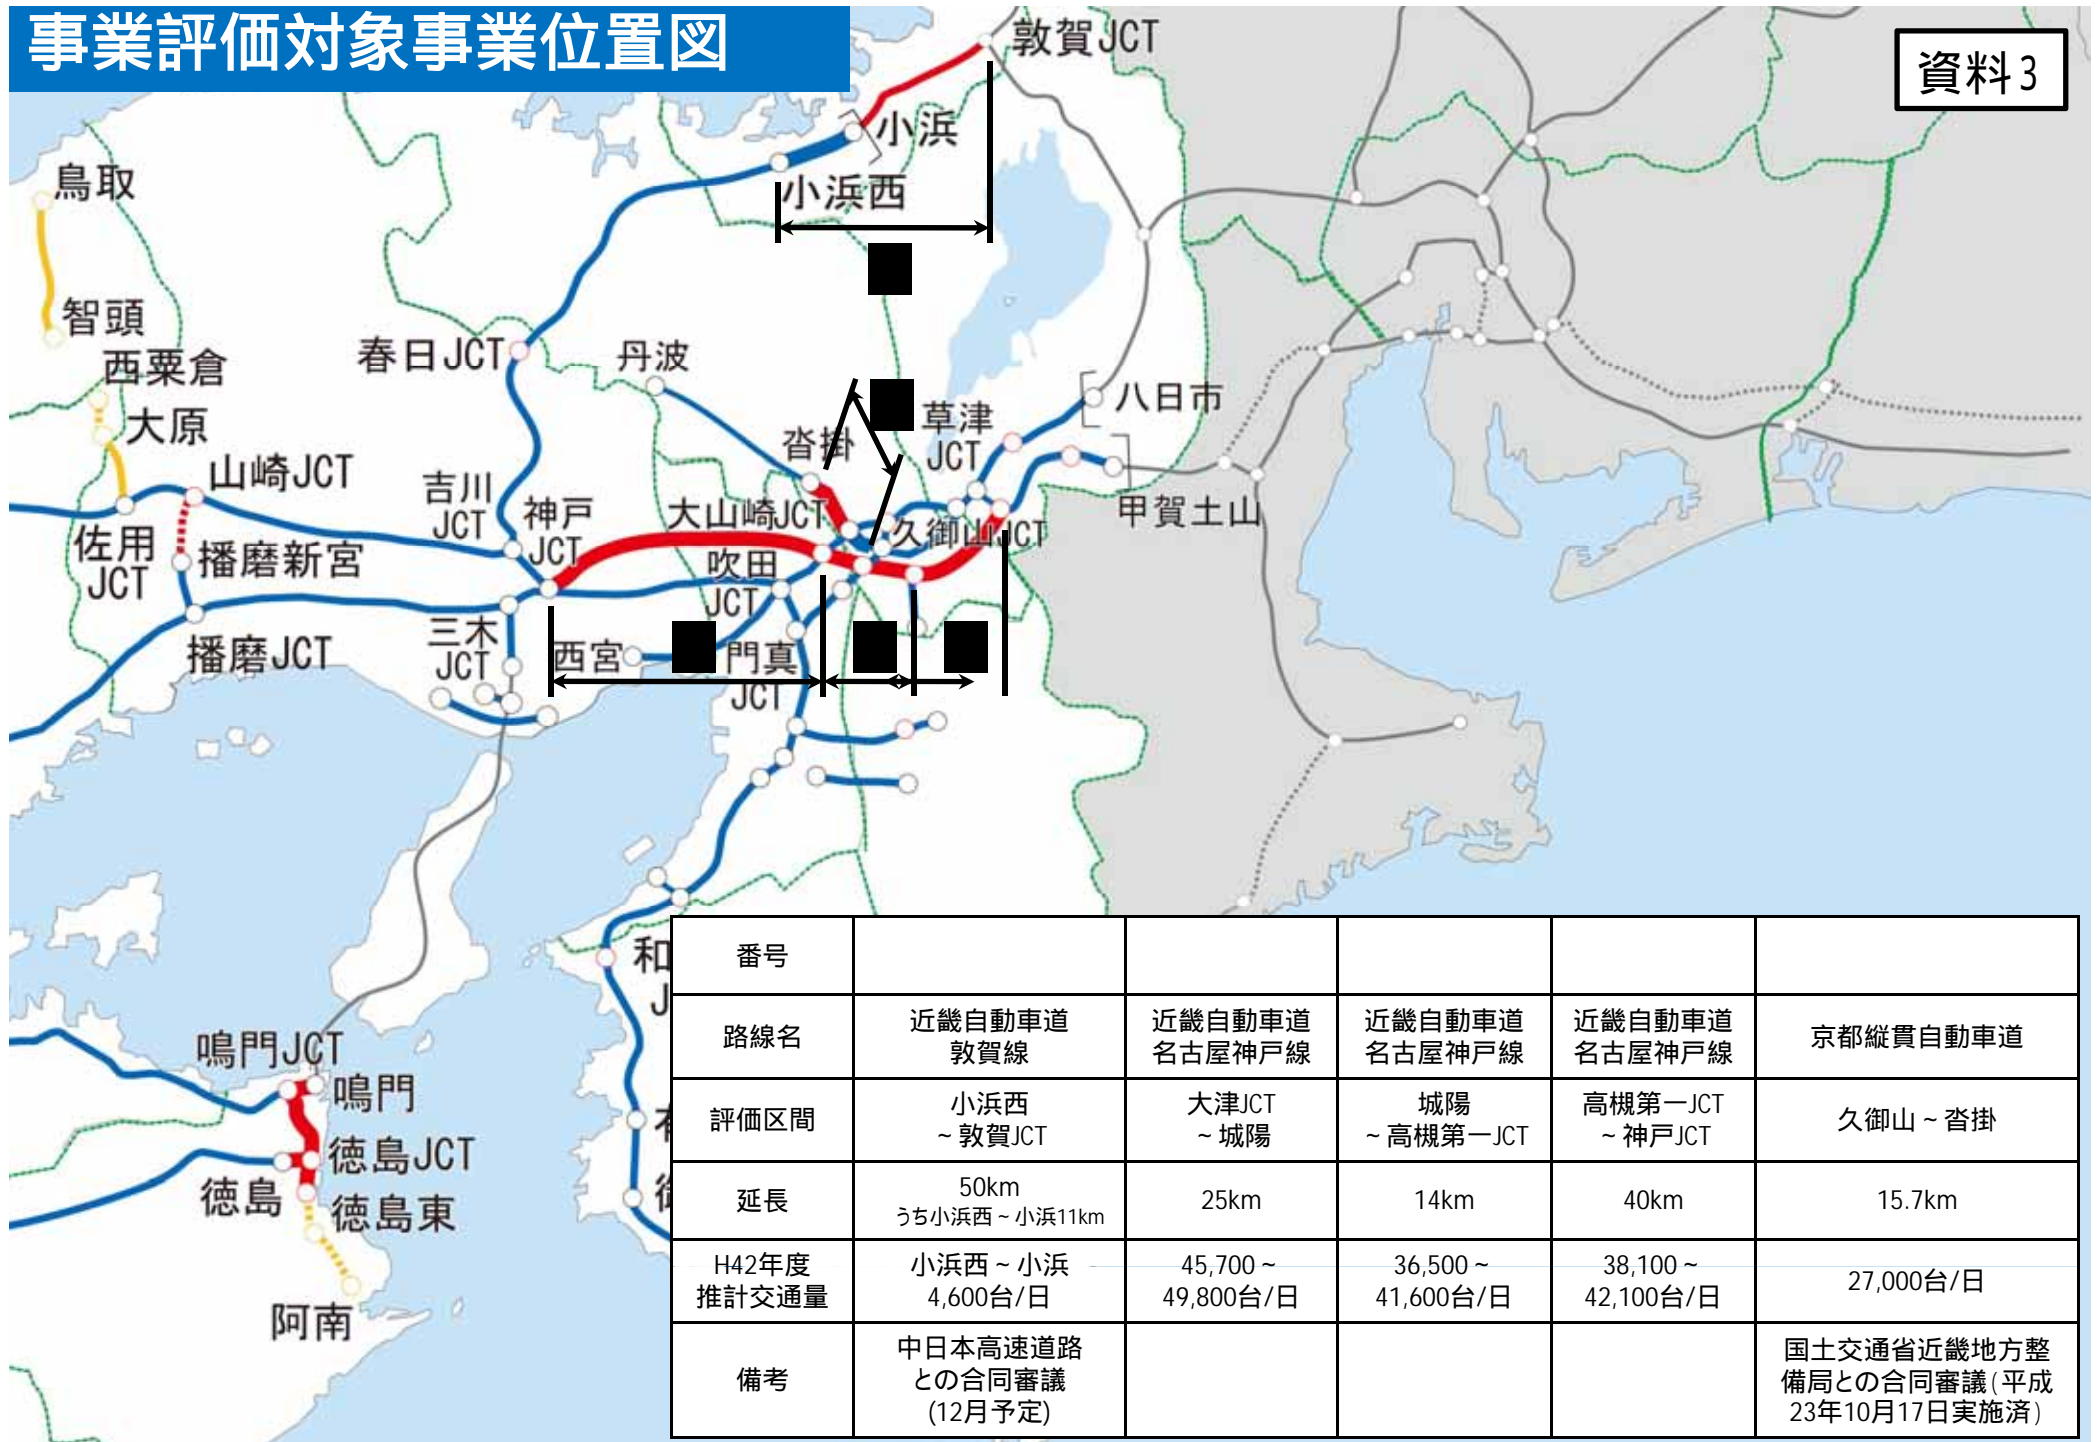 事業評価対象事業位置図
資料3
敦賀JCT
小浜
小浜西
鳥取
智頭
西粟倉
大原
春日JCT
丹波
八日市
草津
JCT
沓掛
山崎JCT
吉川
JCT
神戸
JCT
大山崎JCT
久御山JCT
甲賀土山
佐用
JCT
播磨新宮
吹田
JCT
播磨JCT
三木
JCT
西宮
門真
JCT
和
鳴門JCT
鳴門
徳島JCT
徳島
徳島東
阿南
番号
路線名
近畿自動車道
敦賀線
近畿自動車道
名古屋神戸線
近畿自動車道
名古屋神戸線
近畿自動車道
名古屋神戸線
京都縦貫自動車道
評価区間
小浜西
~敦賀JCT
大津JCT
~城陽
城陽
~高槻第一JCT
高槻第一JCT
~神戸JCT
久御山~沓掛
延長
50km
うち小浜西~小浜11km
25km
14km
40km
15.7km
H42年度
推計交通量
小浜西~小浜
4,600台/日
45,700~
49,800台/日
36,500~
41,600台/日
38,100~
42,100台/日
27,000台/日
備考
中日本高速道路
との合同審議
(12月予定)
国土交通省近畿地方整
備局との合同審議(平成
23年10月17日実施済)